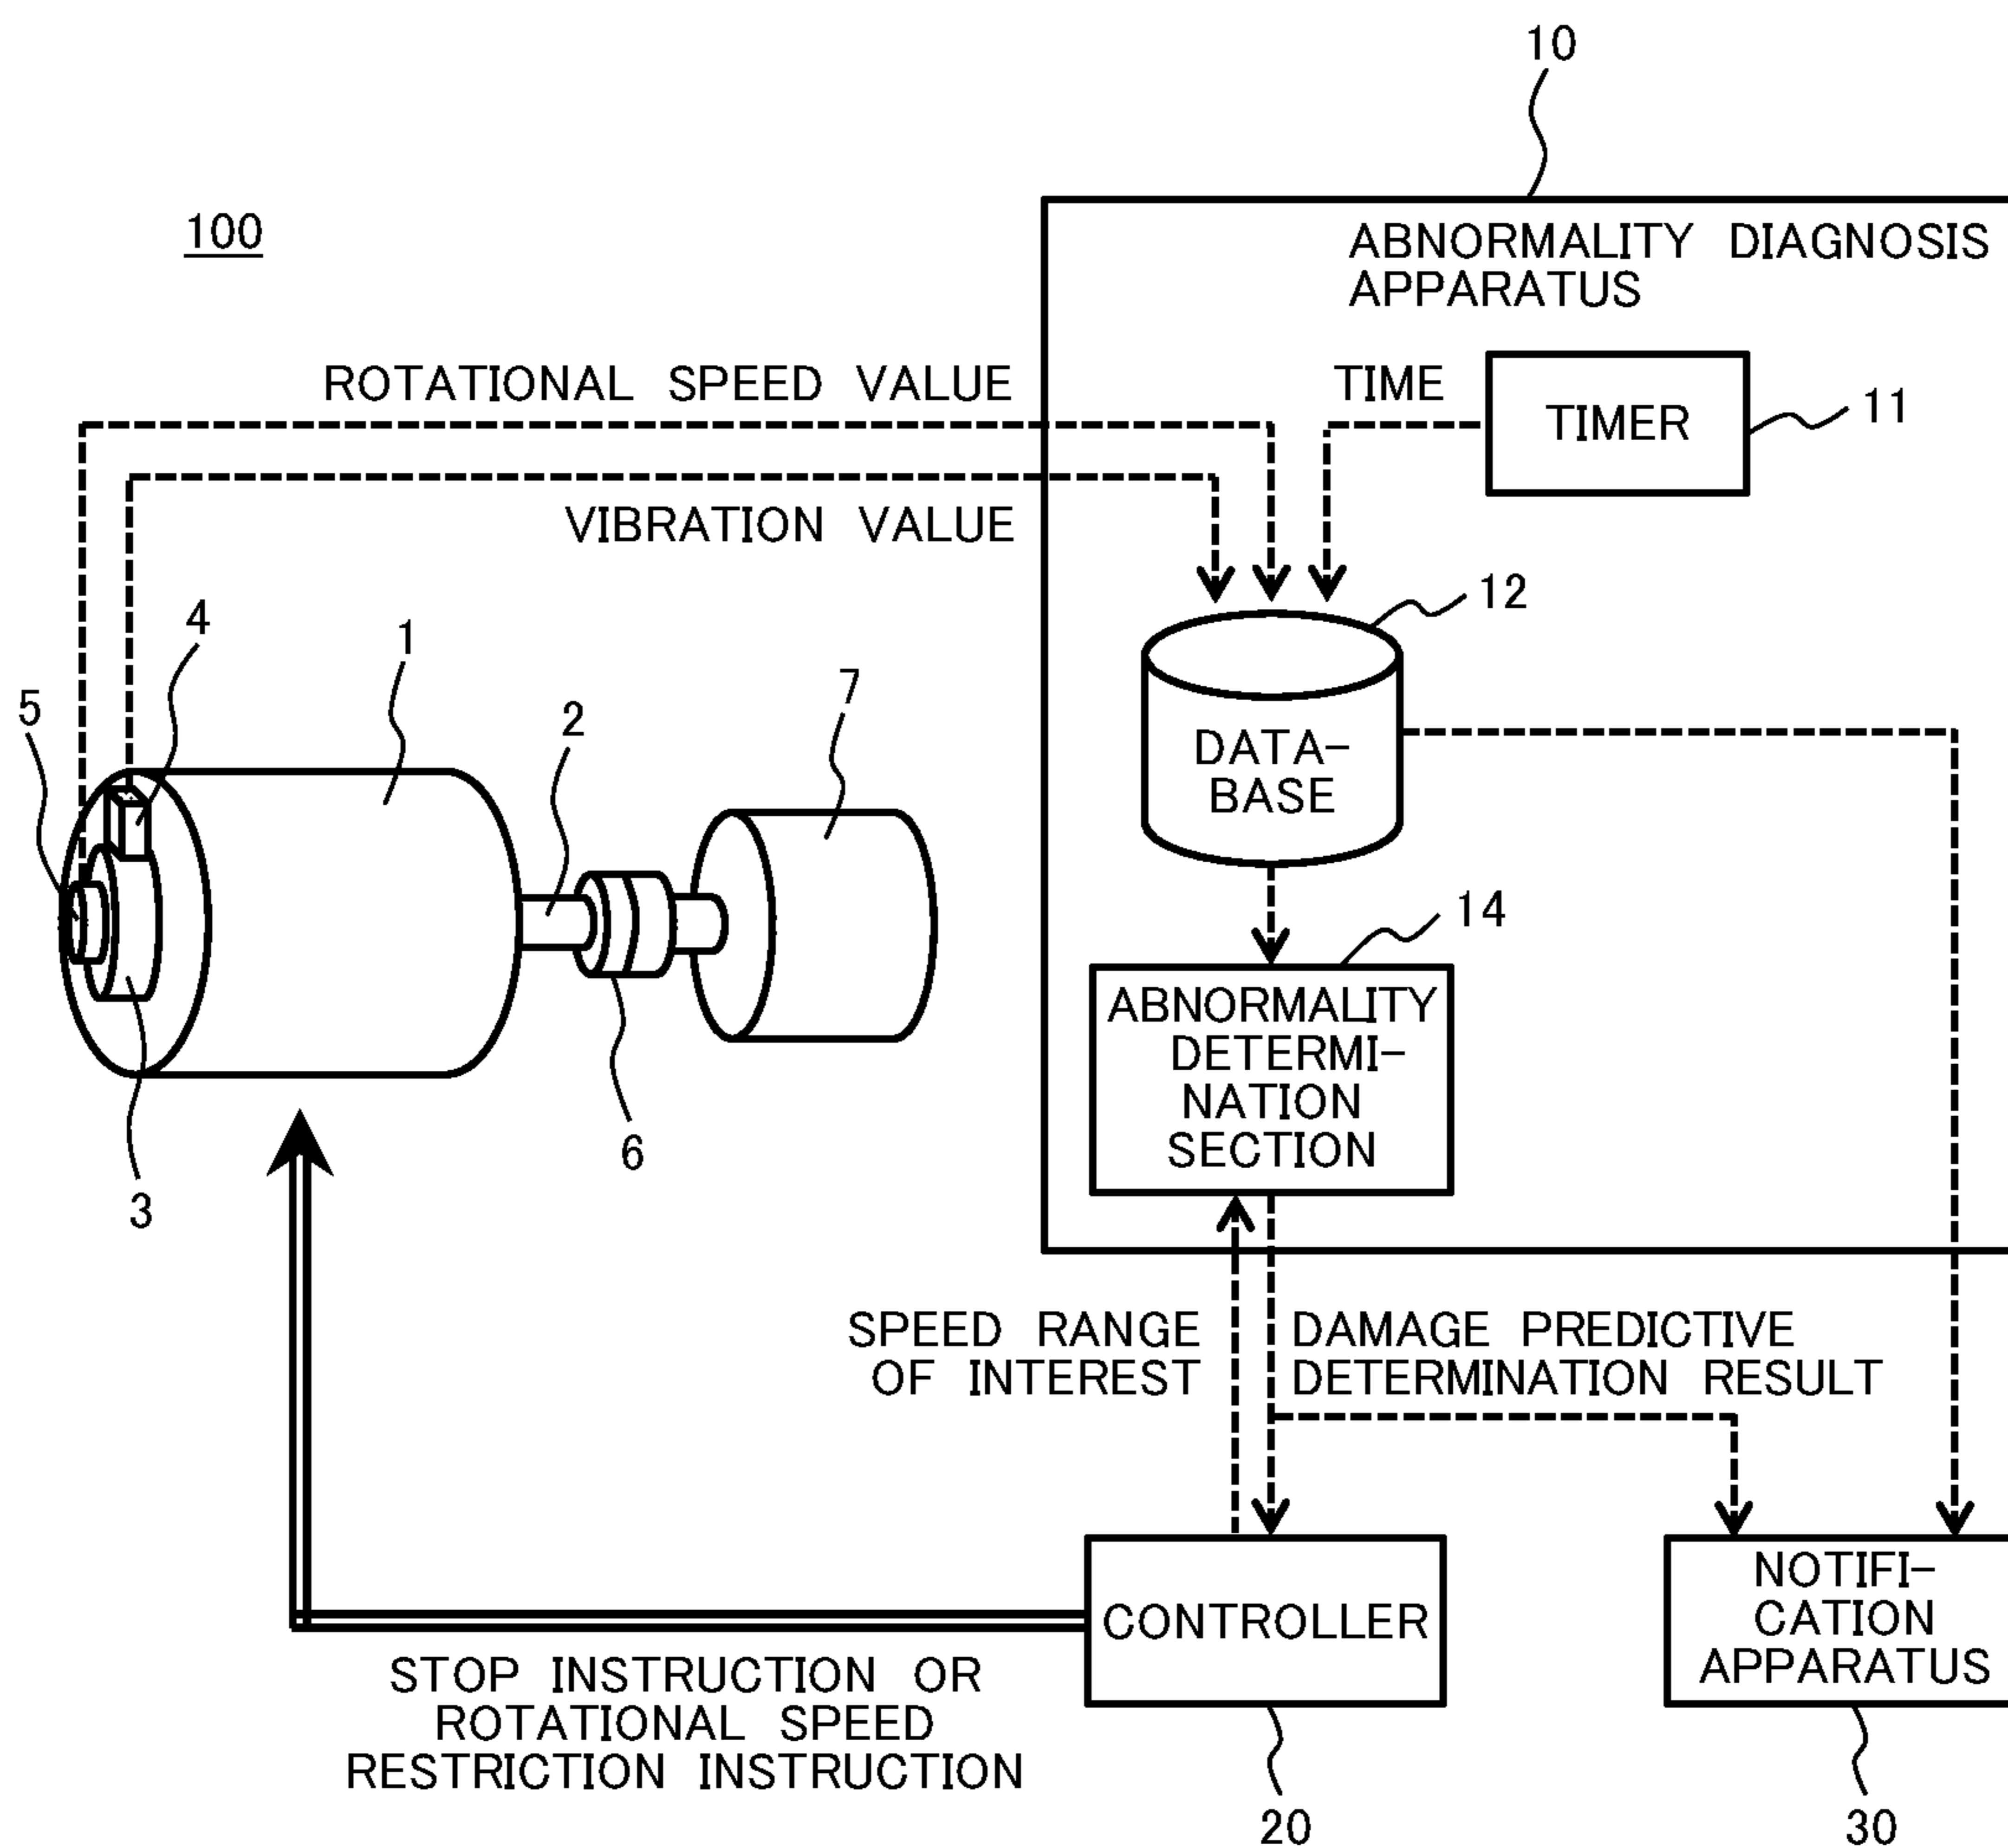 10
100
ABNORMALITY DIAGNOSIS
APPARATUS
ROTATIONAL SPEED VALUE
TIME
TIMER
11
VIBRATION VALUE
12
4
1
7
5
2
DATA-
BASE
14
ABNORMALITY
DETERMI-
NATION
SECTION
6
3
SPEED RANGE
OF INTEREST
DAMAGE PREDICTIVE
DETERMINATION RESULT
CONTROLLER
NOTIFI-
CATION
APPARATUS
STOP INSTRUCTION OR
ROTATIONAL SPEED
RESTRICTION INSTRUCTION
20
30